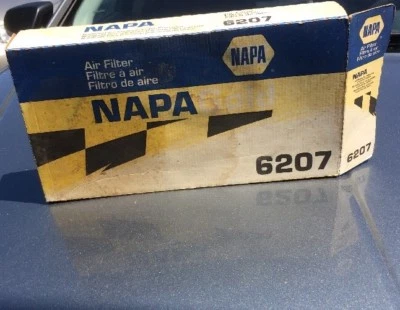 6207
NAPA
Air Filter
Filtre à air
Filtro de aire
NAPA
NAPA
6207
NAPA
6207